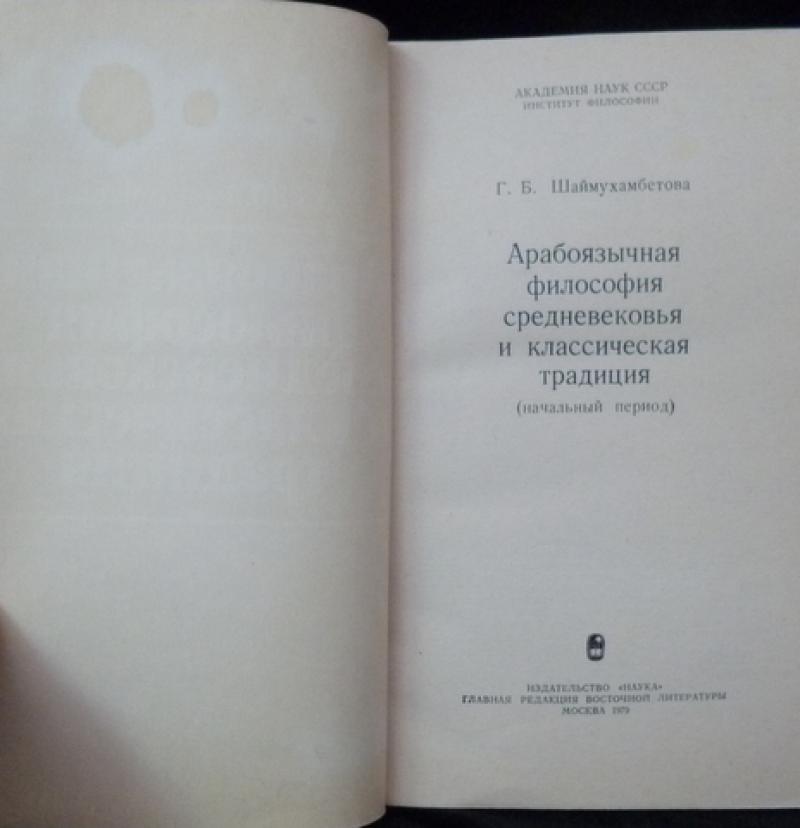 АКАДЕМИЯ НАУК СССР
ИНСТИТУТ ФИЛОСОФИИ
Г. Б. Шаймухамбетова
Арабоязычная
философия
средневековья
и классическая
традиция
(начальный период)
ИЗДАТЕЛЬСТВО «НАУКА»
ГЛАВНАЯ РЕДАКЦИЯ ВОСТОЧНОЙ ЛИТЕРАТУРЫ
МОСКВА 1979